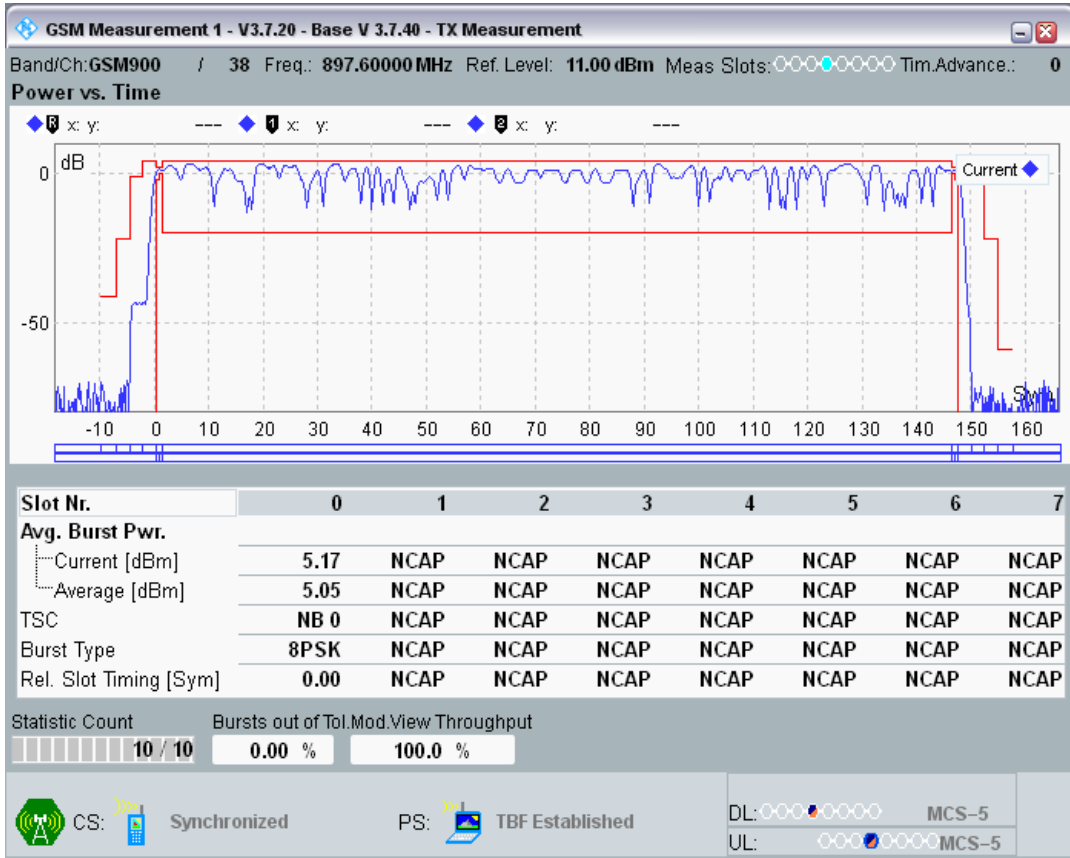 GSM Measurement 1 - V3.7.20 - Base V 3.7.40 - TX Measurement
Band/Ch:GSM900 / 38 Freq.: 897.60000 MHz Ref. Level: 11.00 dBm Meas Slots: Tim.Advance.: 0
Power vs. Time
R x: y: --- 1 x: y: --- 2 x: y: ---
dB
0
Current
-50
Sym
-10 0 10 20 30 40 50 60 70 80 90 100 110 120 130 140 150 160
Slot Nr. 0 1 2 3 4 5 6 7
Avg. Burst Pwr.
Current [dBm] 5.17 NCAP NCAP NCAP NCAP NCAP NCAP NCAP
Average [dBm] 5.05 NCAP NCAP NCAP NCAP NCAP NCAP NCAP
TSC NB 0 NCAP NCAP NCAP NCAP NCAP NCAP NCAP
Burst Type 8PSK NCAP NCAP NCAP NCAP NCAP NCAP NCAP
Rel. Slot Timing [Sym] 0.00 NCAP NCAP NCAP NCAP NCAP NCAP NCAP
Statistic Count Bursts out of Tol.Mod.View Throughput
10 / 10 0.00 % 100.0 %
CS: Synchronized PS: TBF Established DL: MCS-5
UL: MCS-5